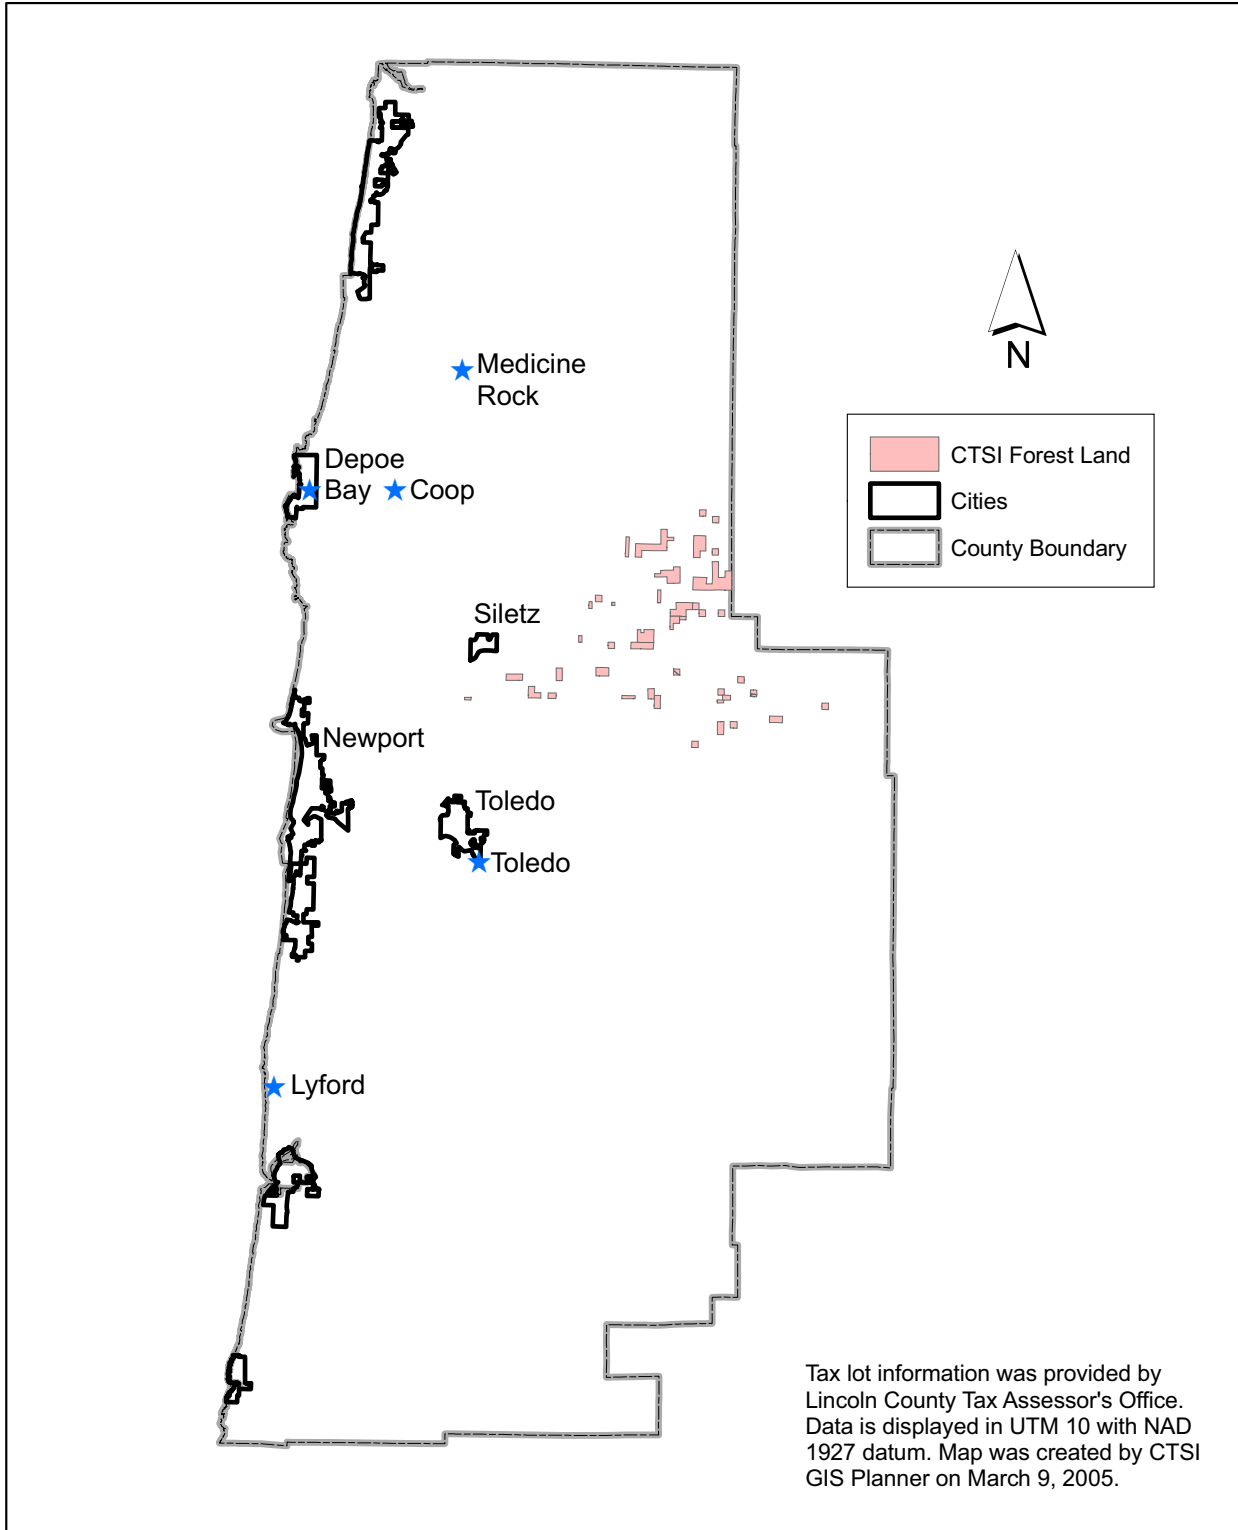 Medicine
Rock
Depoe
Bay
Coop
Siletz
Newport
Toledo
Toledo
Lyford
N
CTSI Forest Land
Cities
County Boundary
Tax lot information was provided by
Lincoln County Tax Assessor's Office.
Data is displayed in UTM 10 with NAD
1927 datum. Map was created by CTSI
GIS Planner on March 9, 2005.